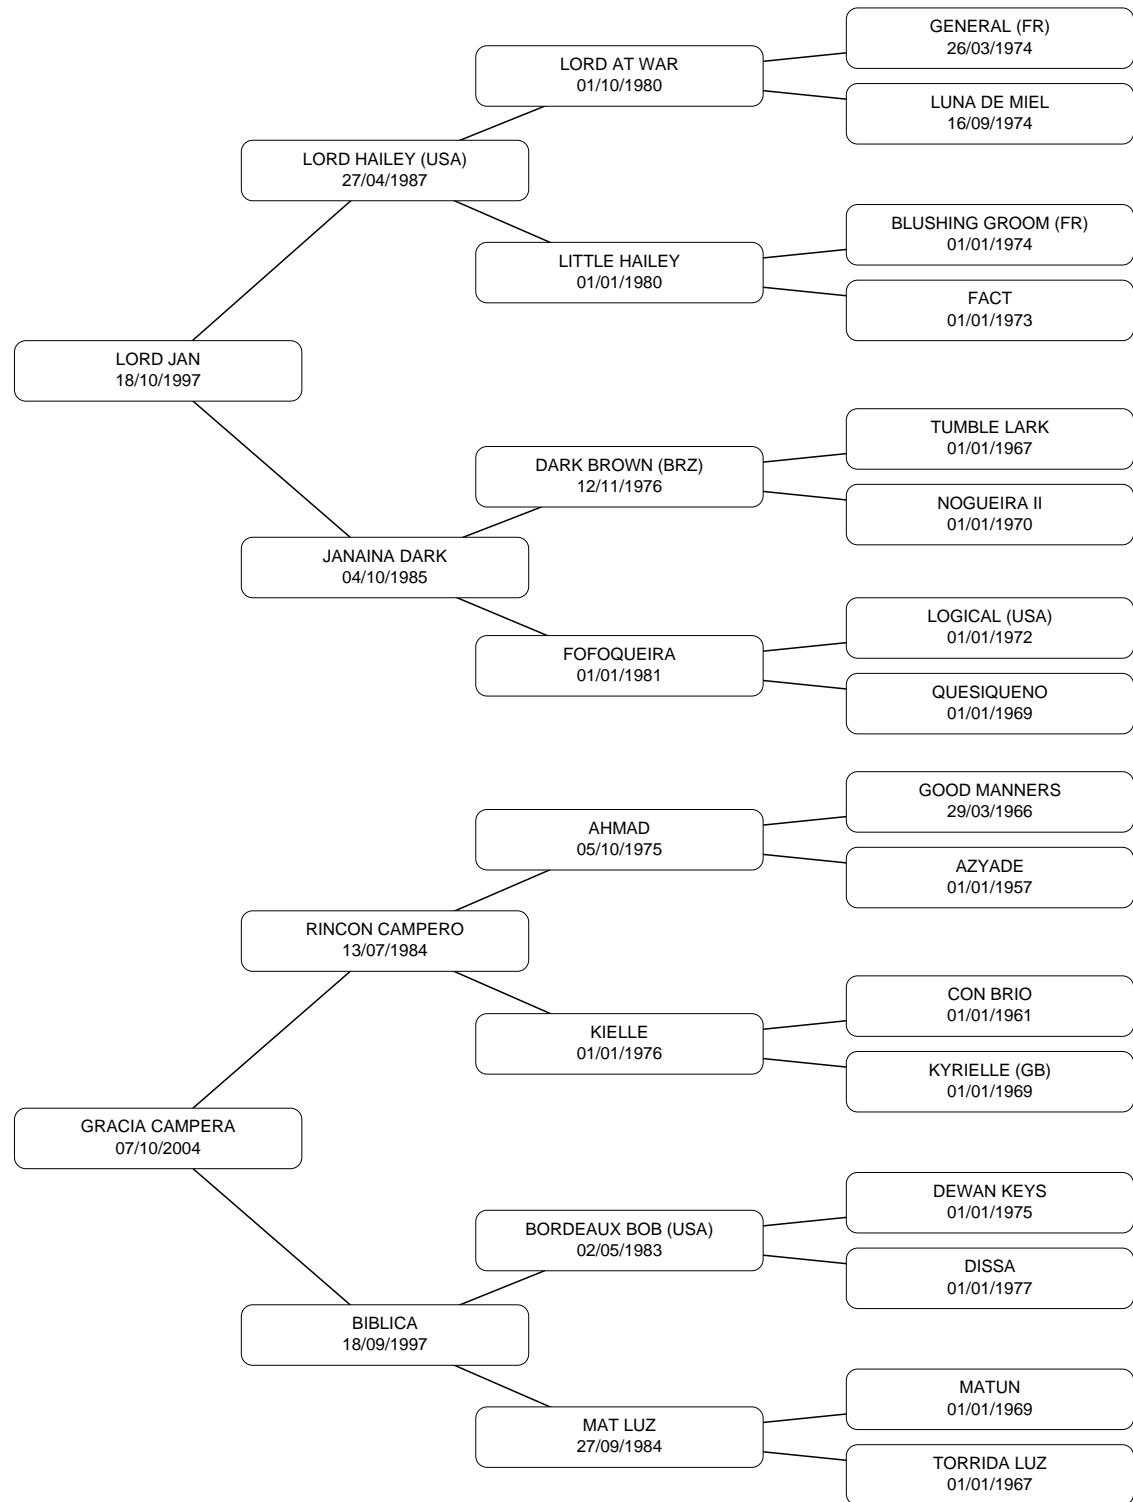 GENERAL (FR)
26/03/1974
LORD AT WAR
01/10/1980
LUNA DE MIEL
16/09/1974
LORD HAILEY (USA)
27/04/1987
BLUSHING GROOM (FR)
01/01/1974
LITTLE HAILEY
01/01/1980
FACT
01/01/1973
LORD JAN
18/10/1997
TUMBLE LARK
01/01/1967
DARK BROWN (BRZ)
12/11/1976
NOGUEIRA II
01/01/1970
JANAINA DARK
04/10/1985
LOGICAL (USA)
01/01/1972
FOFOQUEIRA
01/01/1981
QUESIQUENO
01/01/1969
GOOD MANNERS
29/03/1966
AHMAD
05/10/1975
AZYADE
01/01/1957
RINCON CAMPERO
13/07/1984
CON BRIO
01/01/1961
KIELLE
01/01/1976
KYRIELLE (GB)
01/01/1969
GRACIA CAMPERA
07/10/2004
DEWAN KEYS
01/01/1975
BORDEAUX BOB (USA)
02/05/1983
DISSA
01/01/1977
BIBLICA
18/09/1997
MATUN
01/01/1969
MAT LUZ
27/09/1984
TORRIDA LUZ
01/01/1967